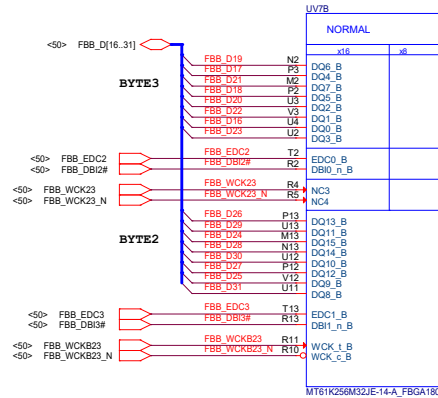 UV7B
NORMAL
x16 x8
<50> FBB_D[16..31]
BYTE3
FBB_D19 N2 DQ6_B
FBB_D17 P3 DQ4_B
FBB_D21 M2 DQ7_B
FBB_D18 P2 DQ5_B
FBB_D20 U3 DQ2_B
FBB_D22 V3 DQ1_B
FBB_D16 U4 DQ0_B
FBB_D23 U2 DQ3_B
<50> FBB_EDC2 FBB_EDC2 T2 EDC0_B
<50> FBB_DBI2# FBB_DBI2# R2 DBI0_n_B
<50> FBB_WCK23 FBB_WCK23 R4 NC3
<50> FBB_WCK23_N FBB_WCK23_N R5 NC4
BYTE2
FBB_D26 P13 DQ13_B
FBB_D29 U13 DQ11_B
FBB_D24 M13 DQ15_B
FBB_D28 N13 DQ14_B
FBB_D30 U12 DQ10_B
FBB_D27 P12 DQ12_B
FBB_D25 V12 DQ9_B
FBB_D31 U11 DQ8_B
<50> FBB_EDC3 FBB_EDC3 T13 EDC1_B
<50> FBB_DBI3# FBB_DBI3# R13 DBI1_n_B
<50> FBB_WCKB23 FBB_WCKB23 R11 WCK_t_B
<50> FBB_WCKB23_N FBB_WCKB23_N R10 WCK_c_B
MT61K256M32JE-14-A_FBGA180